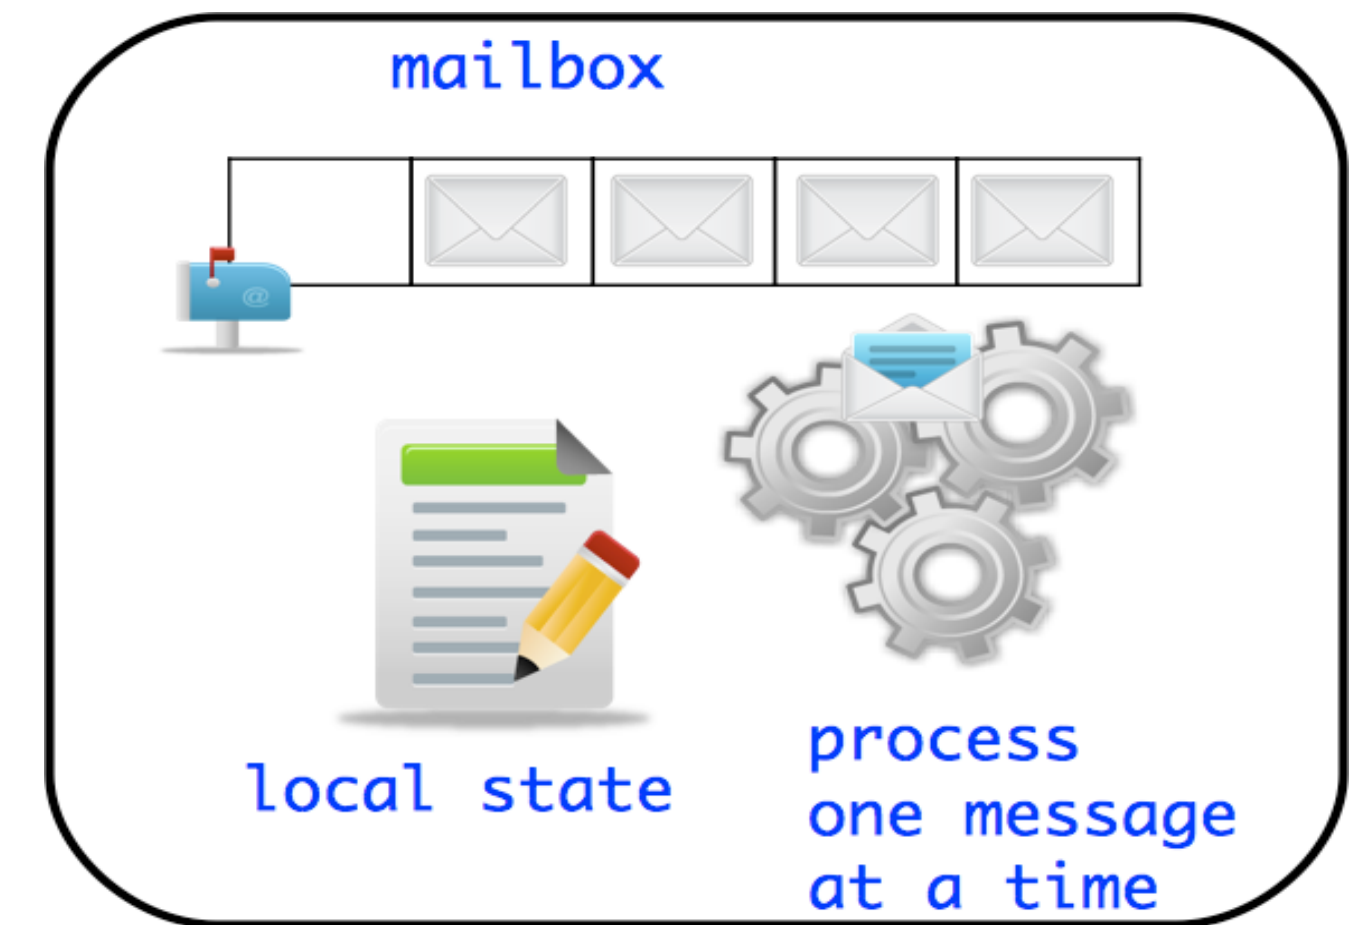 mailbox
@
local state
process
one message
at a time